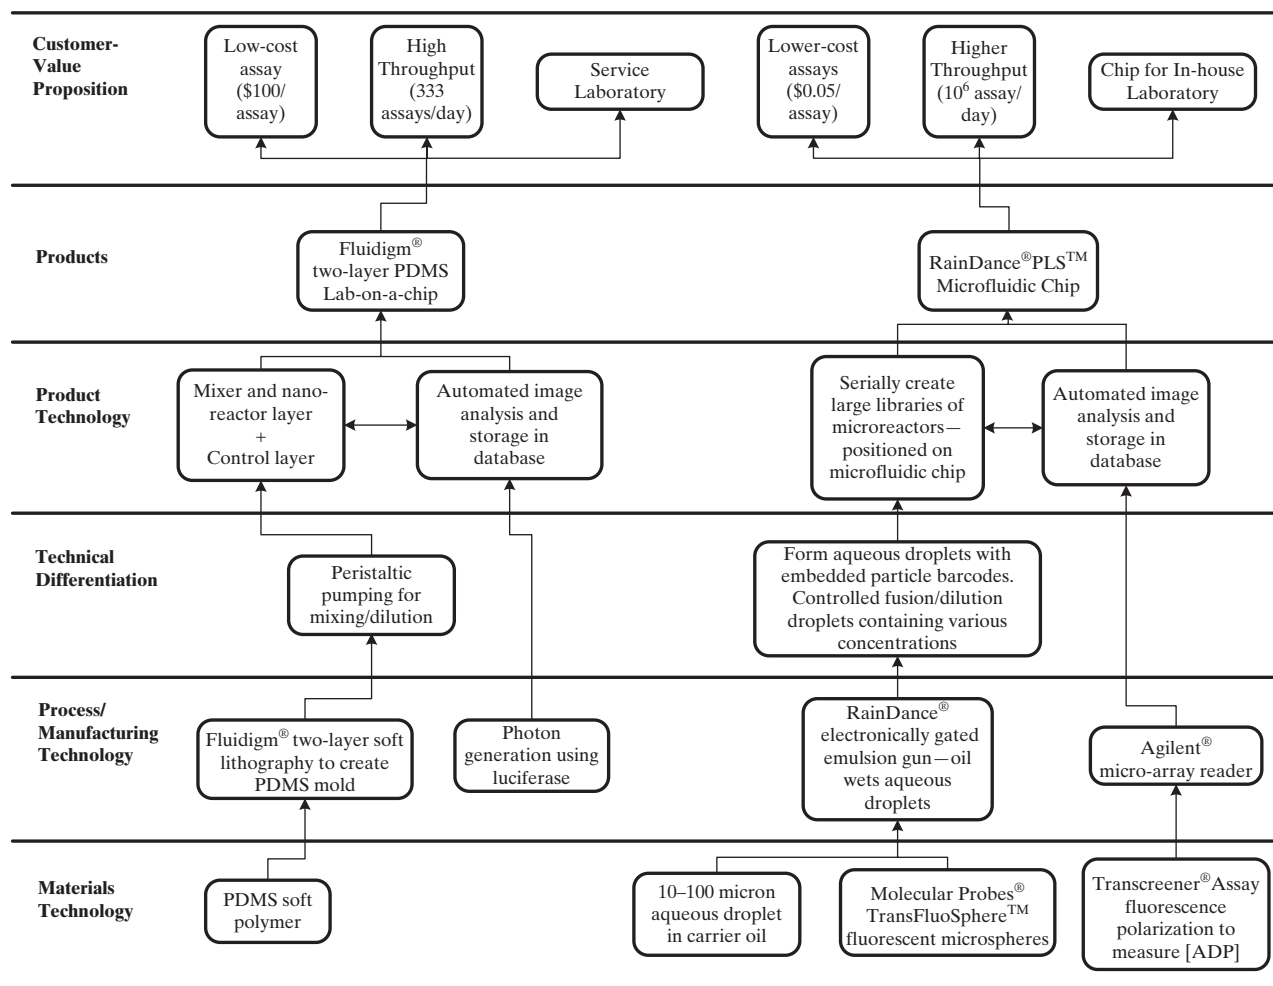 Customer-
Value
Proposition
Low-cost
assay
($100/
assay)
High
Throughput
(333
assays/day)
Service
Laboratory
Lower-cost
assays
($0.05/
assay)
Higher
Throughput
(10⁶ assay/
day)
Chip for In-house
Laboratory
Products
Fluidigm®
two-layer PDMS
Lab-on-a-chip
RainDance®PLS™
Microfluidic Chip
Product
Technology
Mixer and nano-
reactor layer
+
Control layer
Automated image
analysis and
storage in
database
Serially create
large libraries of
microreactors—
positioned on
microfluidic chip
Automated image
analysis and
storage in
database
Technical
Differentiation
Peristaltic
pumping for
mixing/dilution
Form aqueous droplets with
embedded particle barcodes.
Controlled fusion/dilution
droplets containing various
concentrations
Process/
Manufacturing
Technology
Fluidigm® two-layer soft
lithography to create
PDMS mold
Photon
generation using
luciferase
RainDance®
electronically gated
emulsion gun—oil
wets aqueous
droplets
Agilent®
micro-array reader
Materials
Technology
PDMS soft
polymer
10–100 micron
aqueous droplet
in carrier oil
Molecular Probes®
TransFluoSphere™
fluorescent microspheres
Transcreener®Assay
fluorescence
polarization to
measure [ADP]